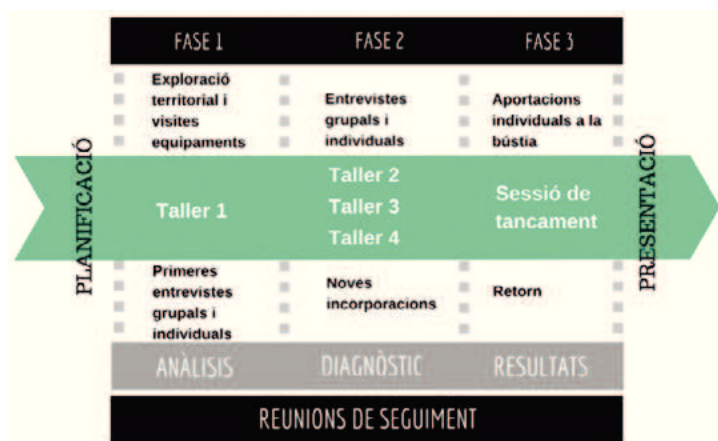 FASE 1
FASE 2
FASE 3
Exploració
territorial i
visites
equipaments
Entrevistes
grupals i
individuals
Aportacions
individuals a la
bústia
PLANIFICACIÓ
Taller 1
Taller 2
Taller 3
Taller 4
Sessió de
tancament
PRESENTACIÓ
Primeres
entrevistes
grupals i
individuals
Noves
incorporacions
Retorn
ANÀLISIS
DIAGNÒSTIC
RESULTATS
REUNIONS DE SEGUIMENT